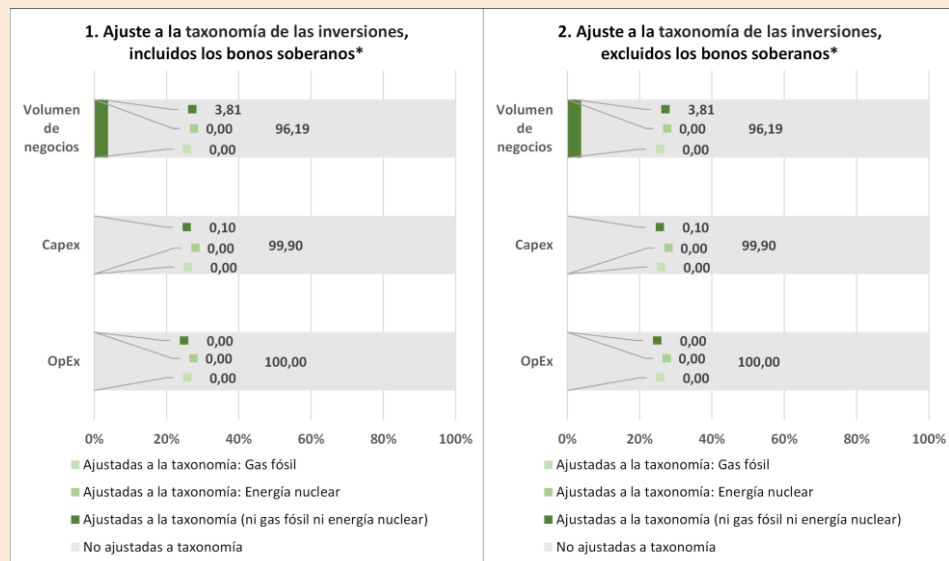 1. Ajuste a la taxonomía de las inversiones,
incluidos los bonos soberanos*
Volumen
de
negocios
3,81
0,00
96,19
0,00
Capex
0,10
0,00
99,90
0,00
OpEx
0,00
0,00
100,00
0,00
0%
20%
40%
60%
80%
100%
Ajustadas a la taxonomía: Gas fósil
Ajustadas a la taxonomía: Energía nuclear
Ajustadas a la taxonomía (ni gas fósil ni energía nuclear)
No ajustadas a taxonomía
2. Ajuste a la taxonomía de las inversiones,
excluidos los bonos soberanos*
Volumen
de
negocios
3,81
0,00
96,19
0,00
Capex
0,10
0,00
99,90
0,00
OpEx
0,00
0,00
100,00
0,00
0%
20%
40%
60%
80%
100%
Ajustadas a la taxonomía: Gas fósil
Ajustadas a la taxonomía: Energía nuclear
Ajustadas a la taxonomía (ni gas fósil ni energía nuclear)
No ajustadas a taxonomía